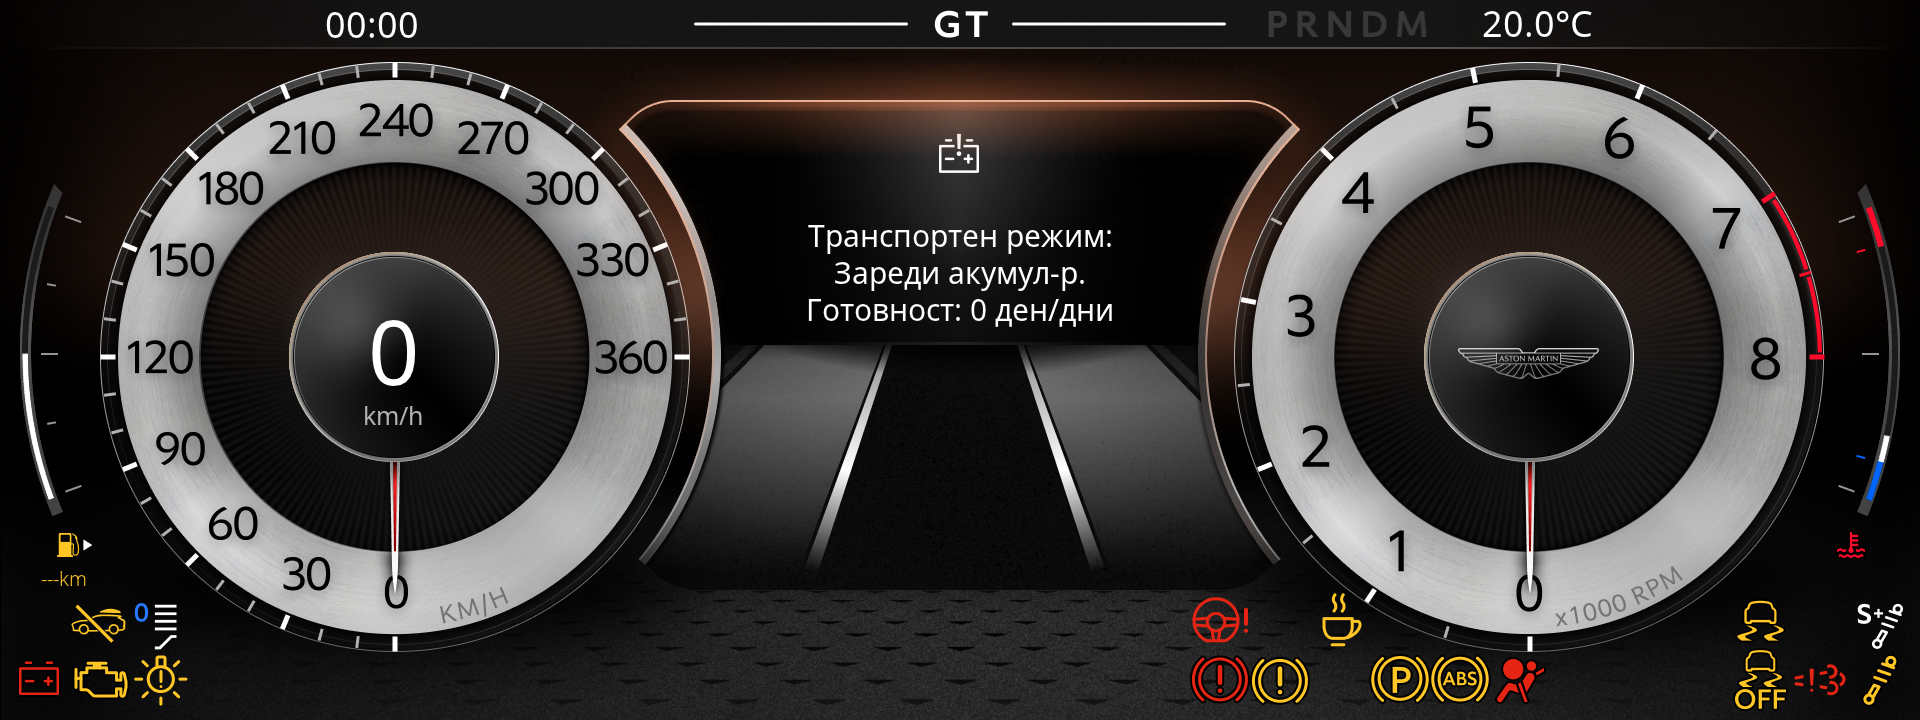 00:00
GT
PRNDM
20.0°C
240
210
270
180
300
150
330
120
360
90
60
30
0
KM/H
0
km/h
Транспортен режим:
Зареди акумул-р.
Готовност: 0 ден/дни
5
6
4
7
3
8
2
1
0
x1000 RPM
ASTON MARTIN
---km
0
P
ABS
OFF
S+